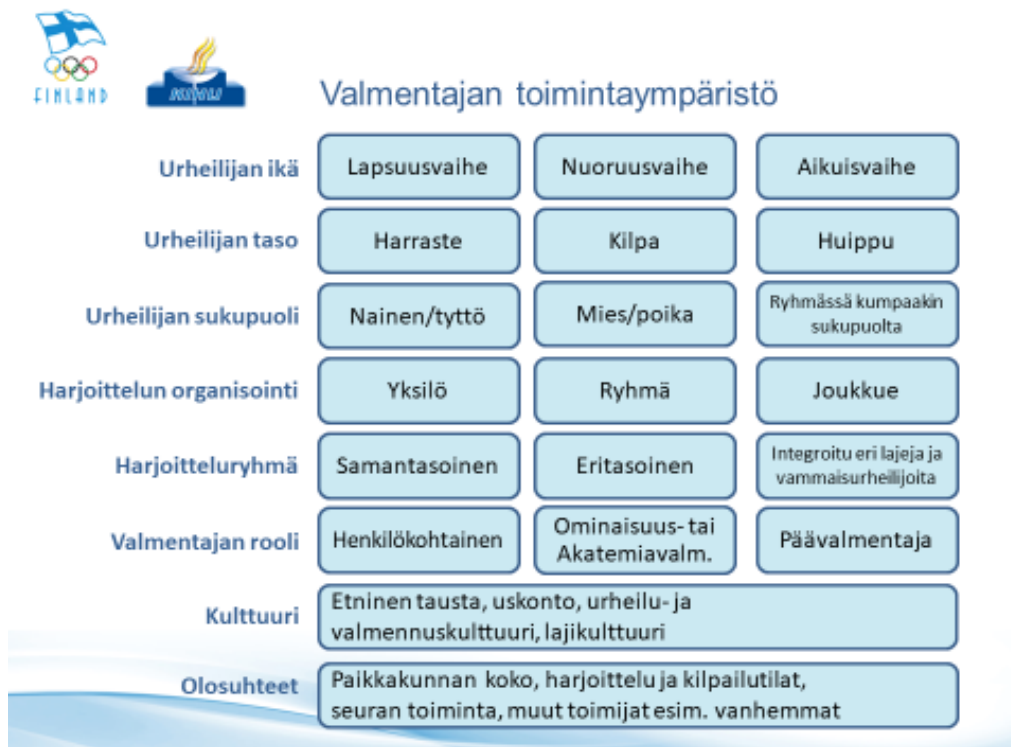 FINLAND
Valmentajan toimintaympäristö
Urheilijan ikä
Lapsuusvaihe
Nuoruusvaihe
Aikuisvaihe
Urheilijan taso
Harraste
Kilpa
Huippu
Urheilijan sukupuoli
Nainen/tyttö
Mies/poika
Ryhmässä kumpaakin
sukupuolta
Harjoittelun organisointi
Yksilö
Ryhmä
Joukkue
Harjoitteluryhmä
Samantasoinen
Eritasoinen
Integroitu eri lajeja ja
vammaisurheilijoita
Valmentajan rooli
Henkilökohtainen
Ominaisuus- tai
Akatemiavalm.
Päävalmentaja
Kulttuuri
Etninen tausta, uskonto, urheilu- ja
valmennuskulttuuri, lajikulttuuri
Olosuhteet
Paikkakunnan koko, harjoittelu ja kilpailutilat,
seuran toiminta, muut toimijat esim. vanhemmat